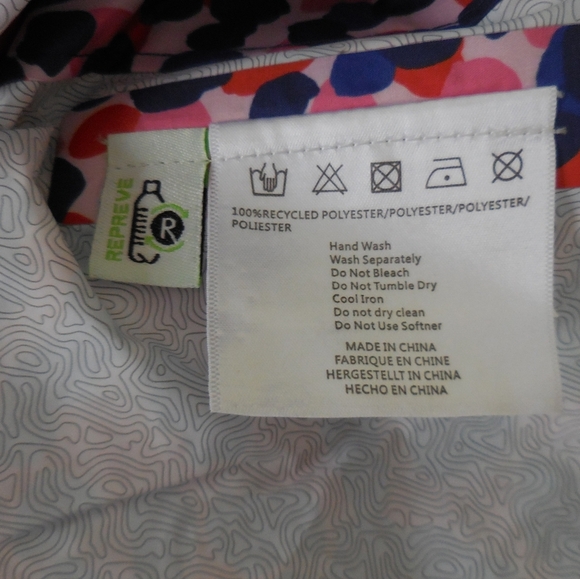 REPREVE
R
100%RECYCLED POLYESTER/POLYESTER/POLYESTER/
POLIESTER
Hand Wash
Wash Separately
Do Not Bleach
Do Not Tumble Dry
Cool Iron
Do not dry clean
Do Not Use Softner
MADE IN CHINA
FABRIQUE EN CHINE
HERGESTELLT IN CHINA
HECHO EN CHINA